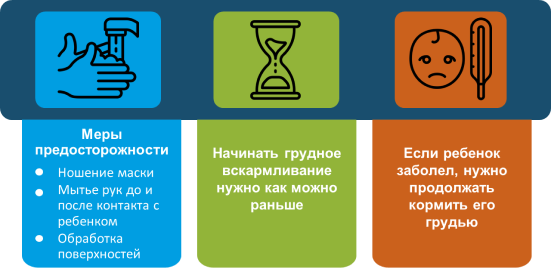 Меры
предосторожности
Ношение маски
Мытье рук до и
после контакта с
ребенком
Обработка
поверхностей
Начинать грудное
вскармливание
нужно как можно
раньше
Если ребенок
заболел, нужно
продолжать
кормить его
грудью